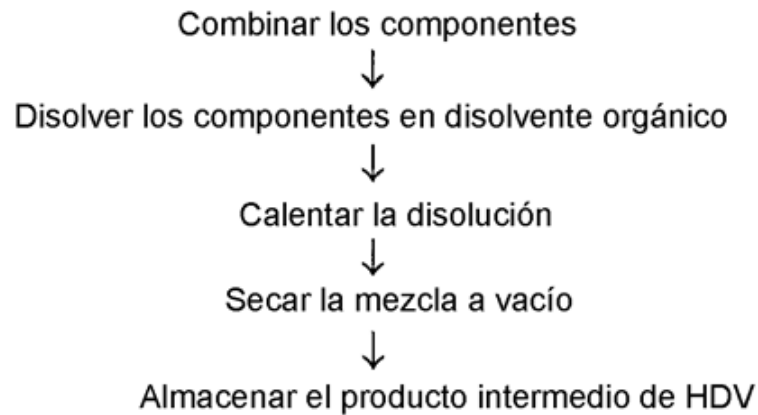 Combinar los componentes
↓
Disolver los componentes en disolvente orgánico
↓
Calentar la disolución
↓
Secar la mezcla a vacío
↓
Almacenar el producto intermedio de HDV